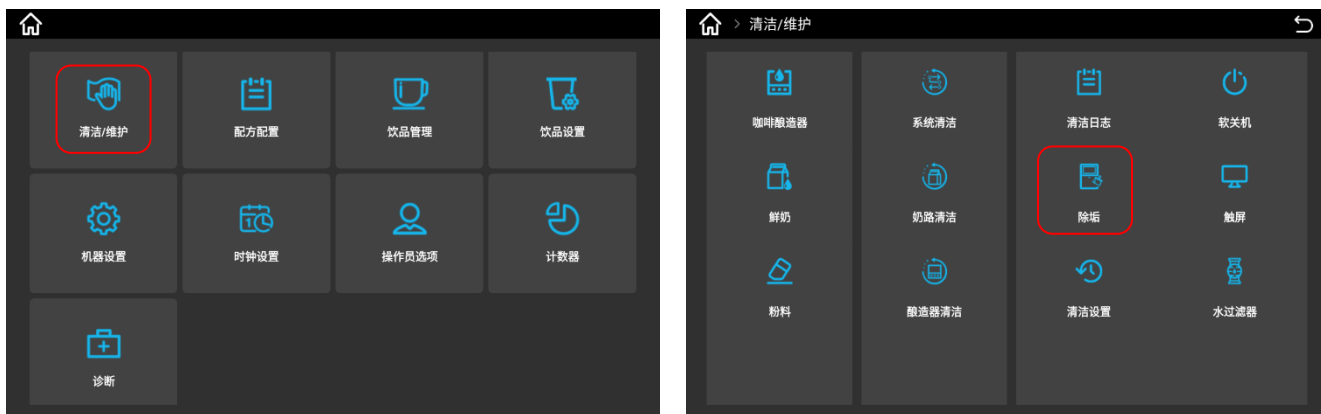 清洁/维护
配方配置
饮品管理
饮品设置
机器设置
时钟设置
操作员选项
计数器
诊断
> 清洁/维护
咖啡酿造器
系统清洁
清洁日志
软关机
鲜奶
奶路清洁
除垢
触屏
粉料
酿造器清洁
清洁设置
水过滤器